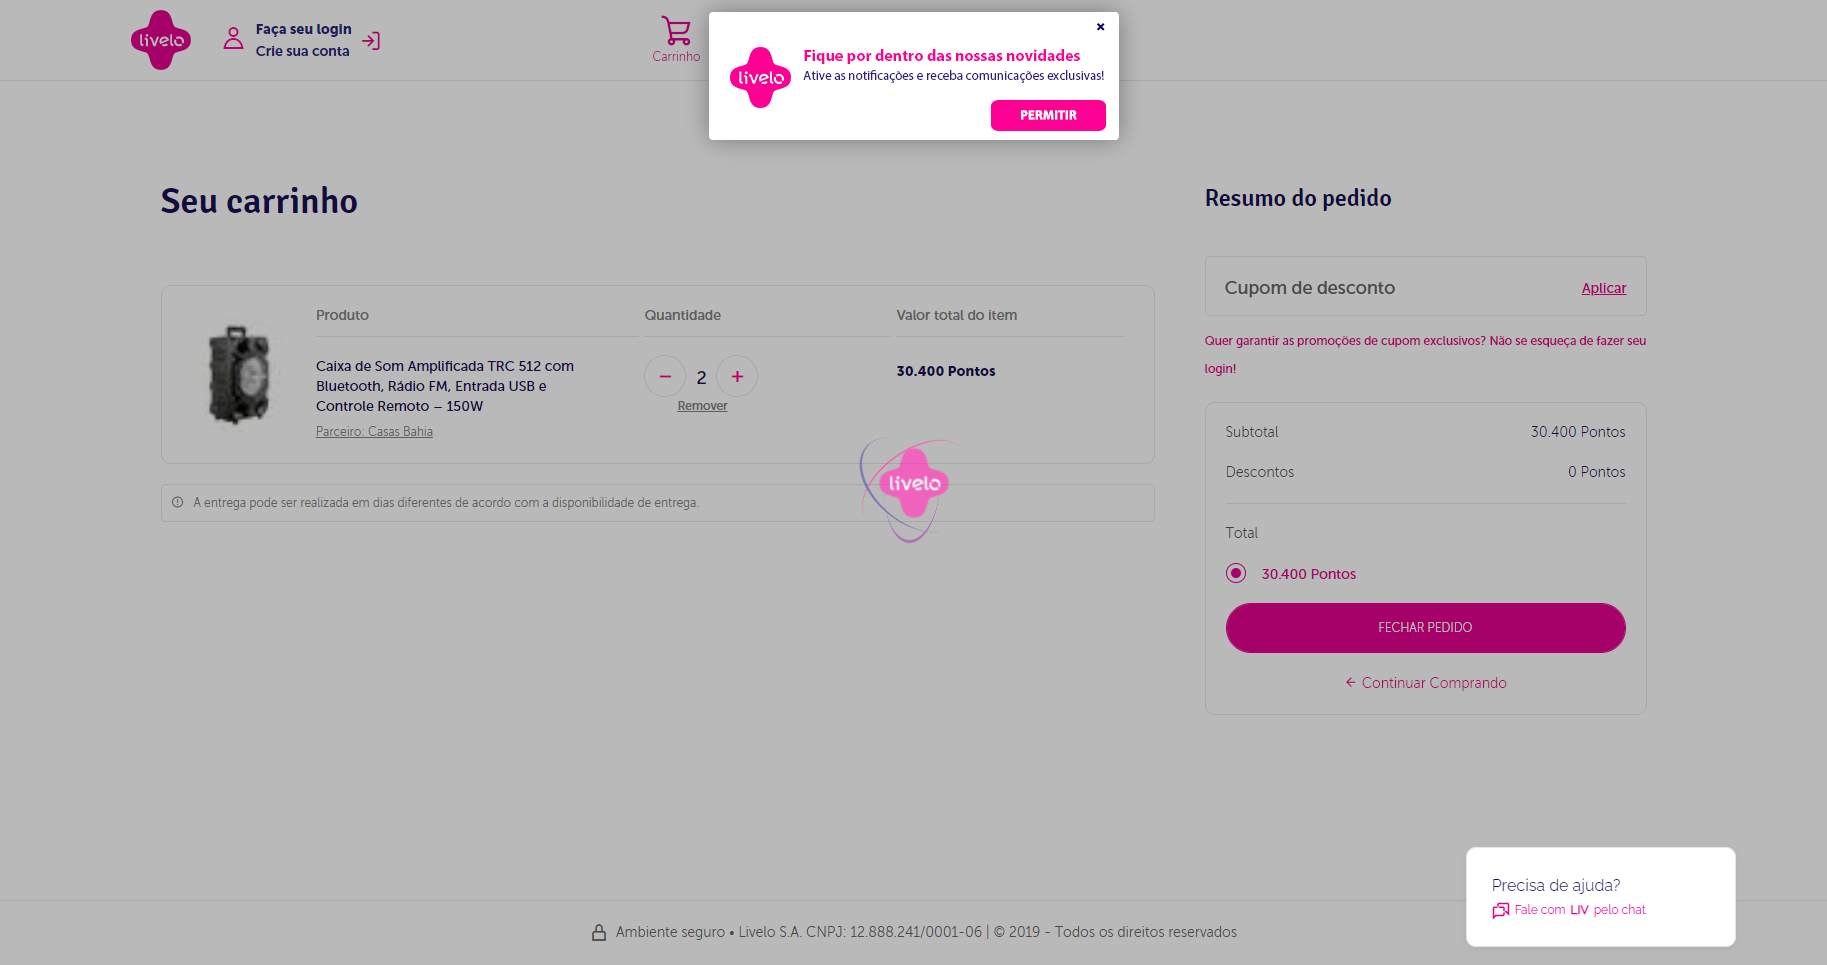 livelo
Faça seu login
Crie sua conta
Carrinho
×
livelo
Fique por dentro das nossas novidades
Ative as notificações e receba comunicações exclusivas!
PERMITIR
Seu carrinho
Produto
Quantidade
Valor total do item
Caixa de Som Amplificada TRC 512 com
Bluetooth, Rádio FM, Entrada USB e
Controle Remoto – 150W
Parceiro: Casas Bahia
− 2 +
Remover
30.400 Pontos
A entrega pode ser realizada em dias diferentes de acordo com a disponibilidade de entrega.
livelo
Resumo do pedido
Cupom de desconto
Aplicar
Quer garantir as promoções de cupom exclusivos? Não se esqueça de fazer seu
login!
Subtotal 30.400 Pontos
Descontos 0 Pontos
Total
30.400 Pontos
FECHAR PEDIDO
← Continuar Comprando
Precisa de ajuda?
Fale com LIV pelo chat
Ambiente seguro • Livelo S.A. CNPJ: 12.888.241/0001-06 | © 2019 - Todos os direitos reservados